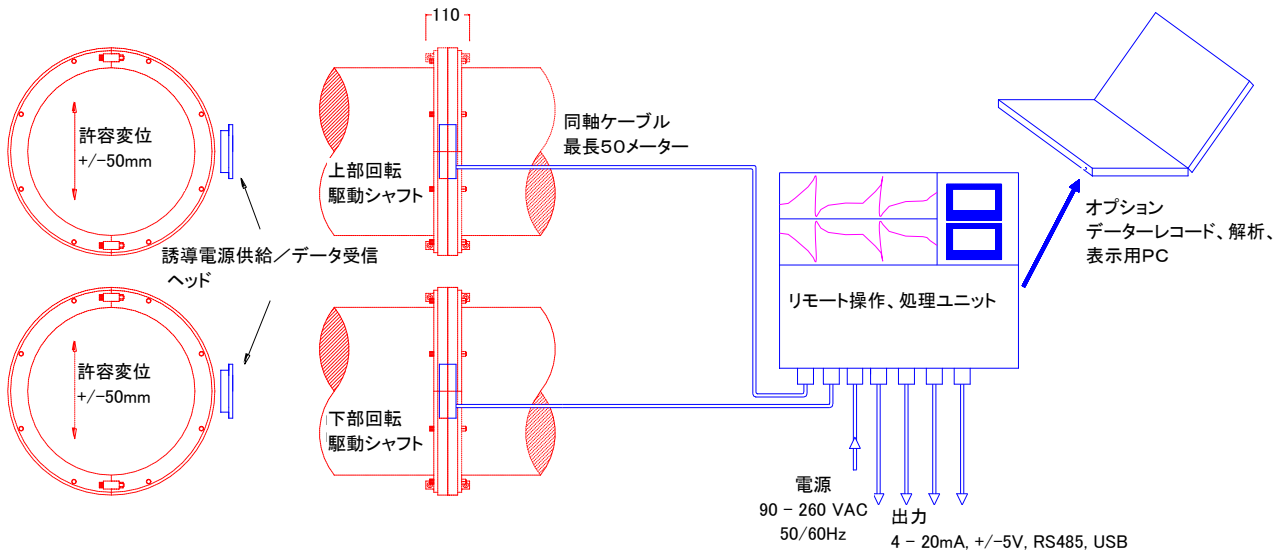 110
許容変位
+/-50mm
上部回転
駆動シャフト
同軸ケーブル
最長50メーター
誘導電源供給/データ受信
ヘッド
オプション
データーレコード、解析、
表示用PC
リモート操作、処理ユニット
許容変位
+/-50mm
下部回転
駆動シャフト
電源
90 - 260 VAC
50/60Hz
出力
4 - 20mA, +/-5V, RS485, USB